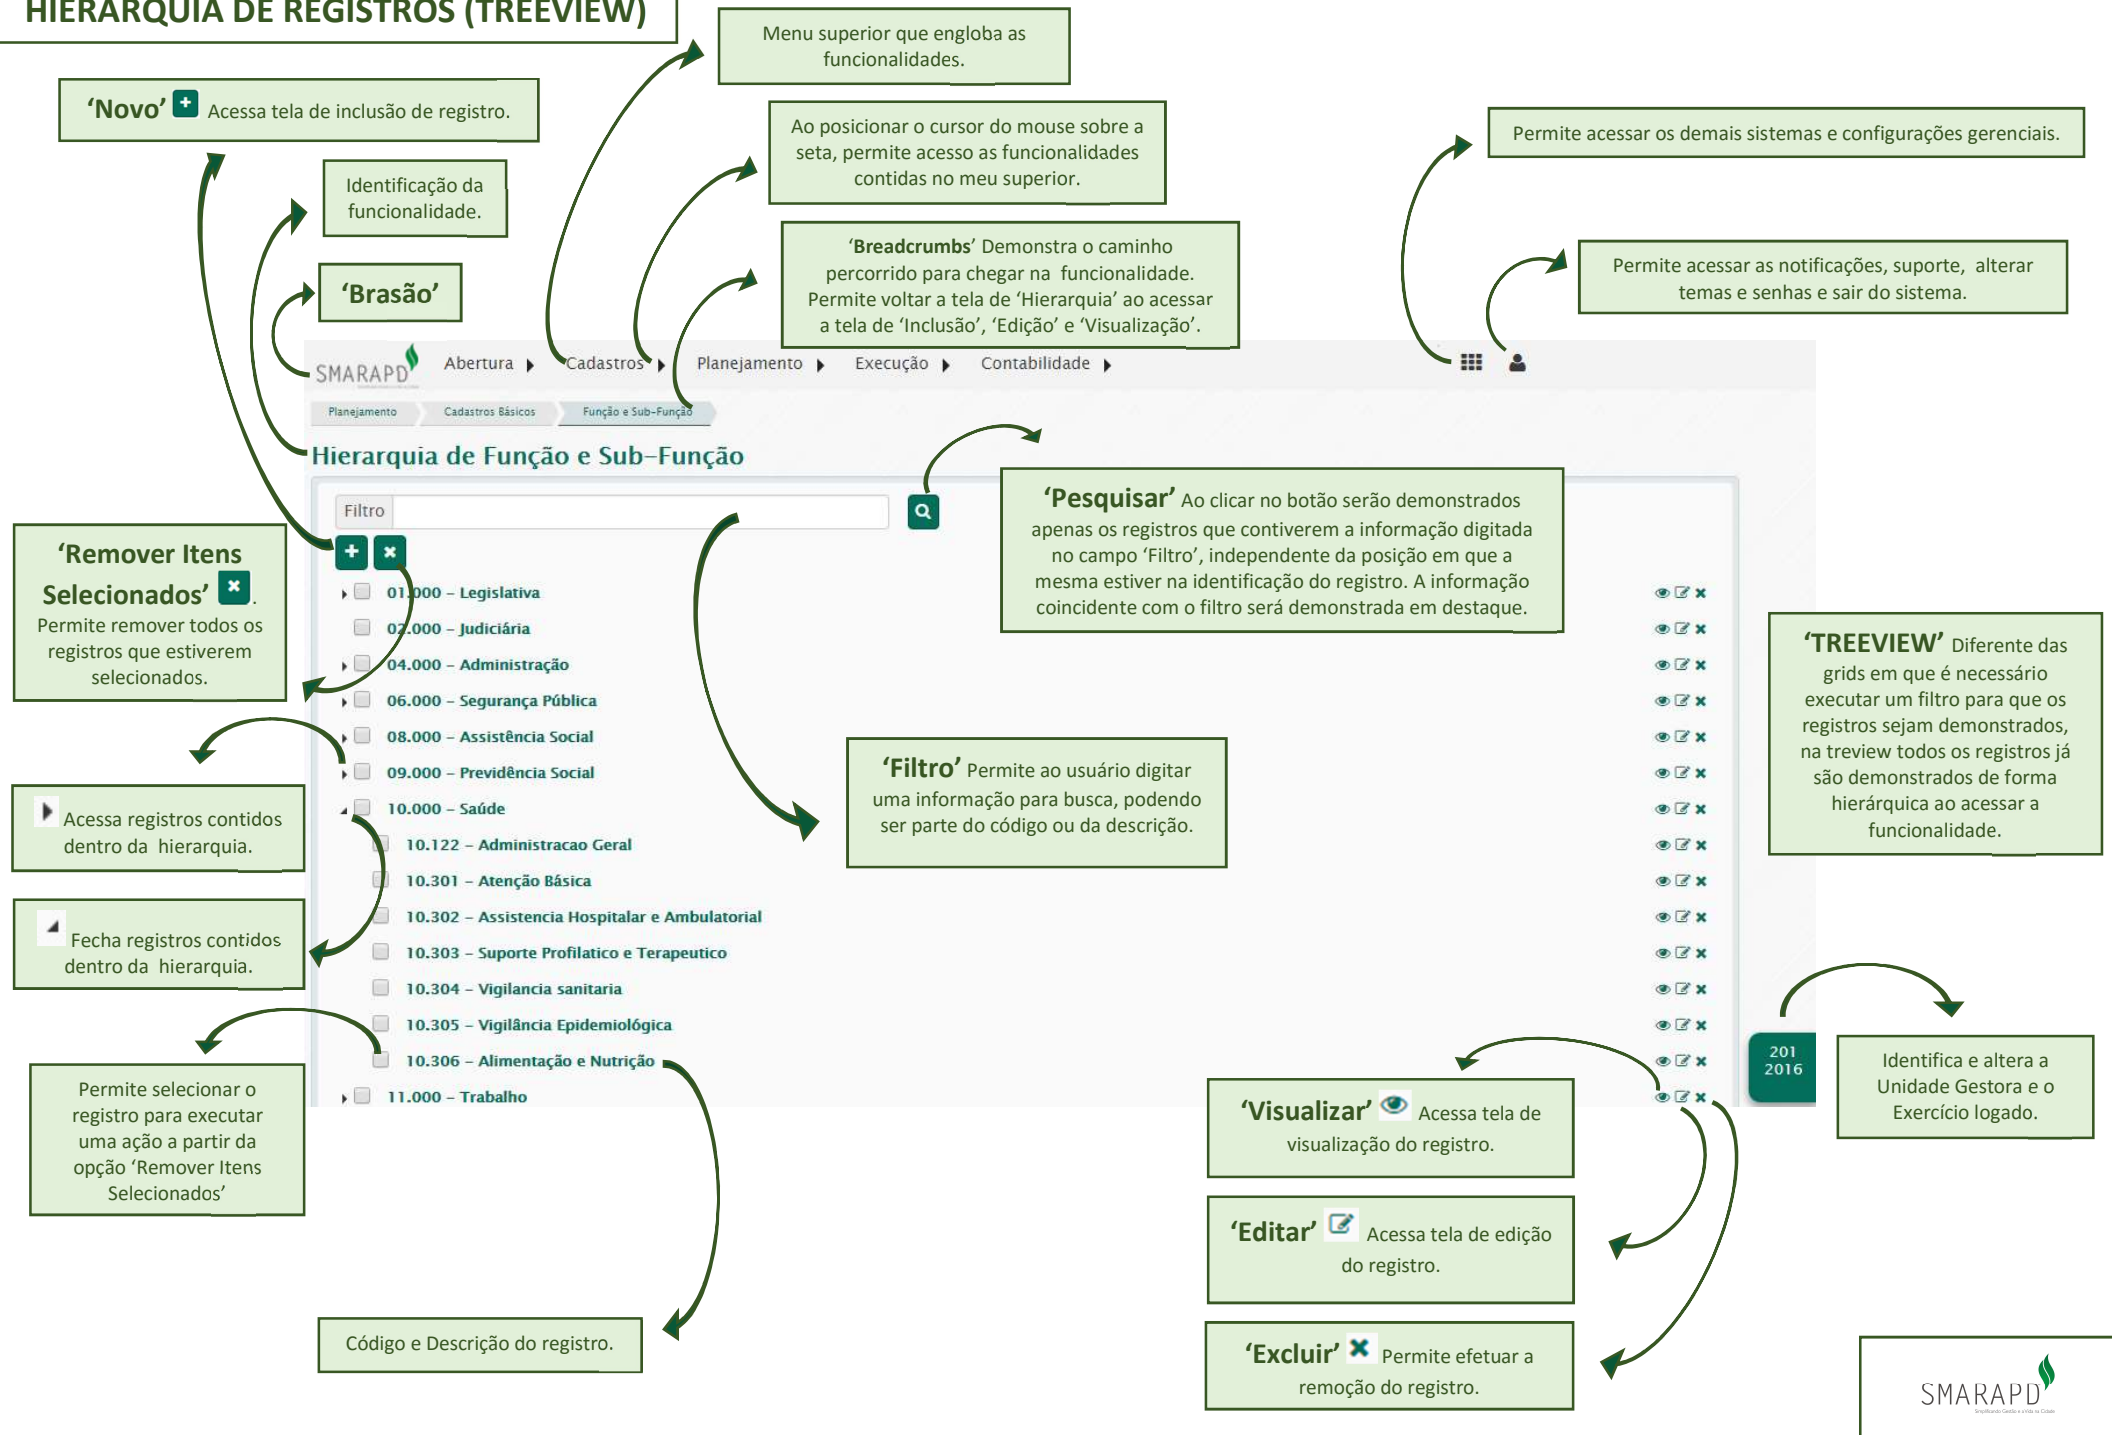 HIERARQUIA DE REGISTROS (TREEVIEW)
Menu superior que engloba as
funcionalidades.
‘Novo’ Acessa tela de inclusão de registro.
Ao posicionar o cursor do mouse sobre a
seta, permite acesso as funcionalidades
contidas no meu superior.
Permite acessar os demais sistemas e configurações gerenciais.
Identificação da
funcionalidade.
‘Breadcrumbs’ Demonstra o caminho
percorrido para chegar na funcionalidade.
Permite voltar a tela de ‘Hierarquia’ ao acessar
a tela de ‘Inclusão’, ‘Edição’ e ‘Visualização’.
Permite acessar as notificações, suporte, alterar
temas e senhas e sair do sistema.
‘Brasão’
SMARAPD Abertura Cadastros Planejamento Execução Contabilidade
Planejamento Cadastros Básicos Função e Sub-Função
Hierarquia de Função e Sub-Função
Filtro
‘Pesquisar’ Ao clicar no botão serão demonstrados
apenas os registros que contiverem a informação digitada
no campo ‘Filtro’, independente da posição em que a
mesma estiver na identificação do registro. A informação
coincidente com o filtro será demonstrada em destaque.
‘Remover Itens
Selecionados’ .
Permite remover todos os
registros que estiverem
selecionados.
01.000 - Legislativa
02.000 - Judiciária
04.000 - Administração
06.000 - Segurança Pública
08.000 - Assistência Social
09.000 - Previdência Social
10.000 - Saúde
10.122 - Administracao Geral
10.301 - Atenção Básica
10.302 - Assistencia Hospitalar e Ambulatorial
10.303 - Suporte Profilatico e Terapeutico
10.304 - Vigilancia sanitaria
10.305 - Vigilância Epidemiológica
10.306 - Alimentação e Nutrição
11.000 - Trabalho
‘TREEVIEW’ Diferente das
grids em que é necessário
executar um filtro para que os
registros sejam demonstrados,
na treview todos os registros já
são demonstrados de forma
hierárquica ao acessar a
funcionalidade.
‘Filtro’ Permite ao usuário digitar
uma informação para busca, podendo
ser parte do código ou da descrição.
Acessa registros contidos
dentro da hierarquia.
Fecha registros contidos
dentro da hierarquia.
201
2016
Identifica e altera a
Unidade Gestora e o
Exercício logado.
Permite selecionar o
registro para executar
uma ação a partir da
opção ‘Remover Itens
Selecionados’
‘Visualizar’ Acessa tela de
visualização do registro.
‘Editar’ Acessa tela de edição
do registro.
Código e Descrição do registro.
‘Excluir’ Permite efetuar a
remoção do registro.
SMARAPD